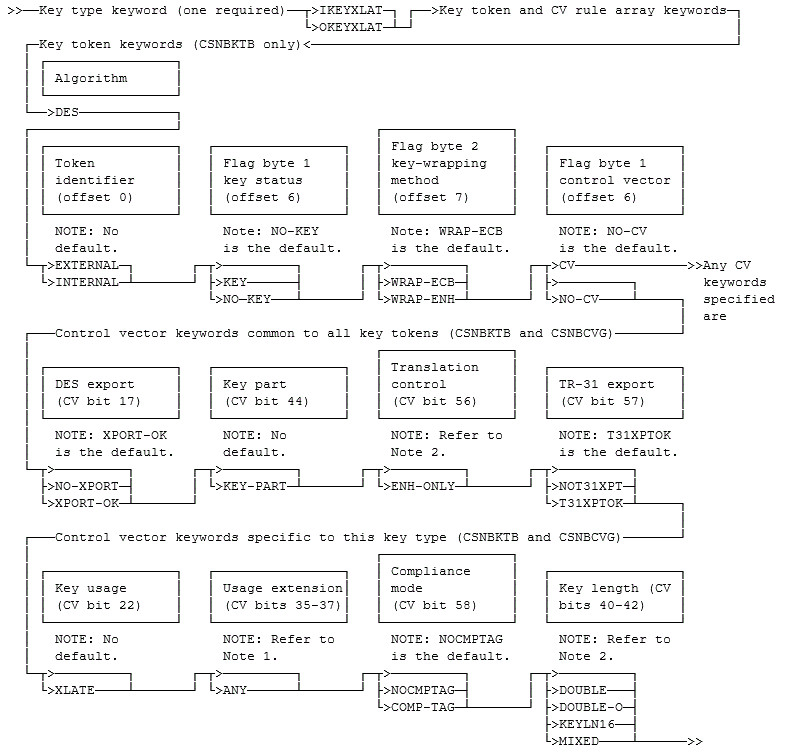 >>─Key type keyword (one required)─┬>IKEYXLAT┬ ┌─>Key token and CV rule array keywords┐
└>OKEYXLAT┴─┘
┌─Key token keywords (CSNBKTB only)<─
Algorithm
└─>DES
Flag byte 2
Token Flag byte 1 key-wrapping Flag byte 1
identifier key status method control vector
(offset 0) (offset 6) (offset 7) (offset 6)
NOTE: No Note: NO-KEY Note: WRAP-ECB NOTE: NO-CV
default. is the default. is the default. is the default.
└┬>EXTERNAL┐ ┌┬> ┌┬> ┌┬>CV─>>Any CV
└>INTERNAL┴─┘ ├>KEY─┤ ├>WRAP-ECB┤ ├>─┐ keywords
└>NO-KEY┴─┘ └>WRAP-ENH┴─┘ └>NO-CV┴─┐ specified
are
┌─Control vector keywords common to all key tokens (CSNBKTB and CSNBCVG)─┘
Translation
DES export Key part control TR-31 export
(CV bit 17) (CV bit 44) (CV bit 56) (CV bit 57)
NOTE: XPORT-OK NOTE: No NOTE: Refer to NOTE: T31XPTOK
is the default. default. Note 2. is the default.
└┬>─┐ ┌┬>─┐ ┌┬>─┐ ┌┬>─┐
├>NO-XPORT┤ └>KEY-PART┴─┘ └>ENH-ONLY┴─┘ ├>NOT31XPT┤
└>XPORT-OK┴─┘ └>T31XPTOK┴─┐
┌─Control vector keywords specific to this key type (CSNBKTB and CSNBCVG)─┘
Compliance
Key usage Usage extension mode Key length (CV
(CV bit 22) (CV bits 35-37) (CV bit 58) bits 40-42)
NOTE: No NOTE: Refer to NOTE: NOCMPTAG NOTE: Refer to
default. Note 1. is the default. Note 2.
└┬>─┐ ┌┬>─┐ ┌┬>─┐ ┌┬>─┐
└>XLATE─┴─┘ └>ANY─┴─┘ ├>NOCMPTAG┤ ├>DOUBLE─┤
└>COMP-TAG┴─┘ ├>DOUBLE-O┤
├>KEYLN16─┤
└>MIXED─┴─>>